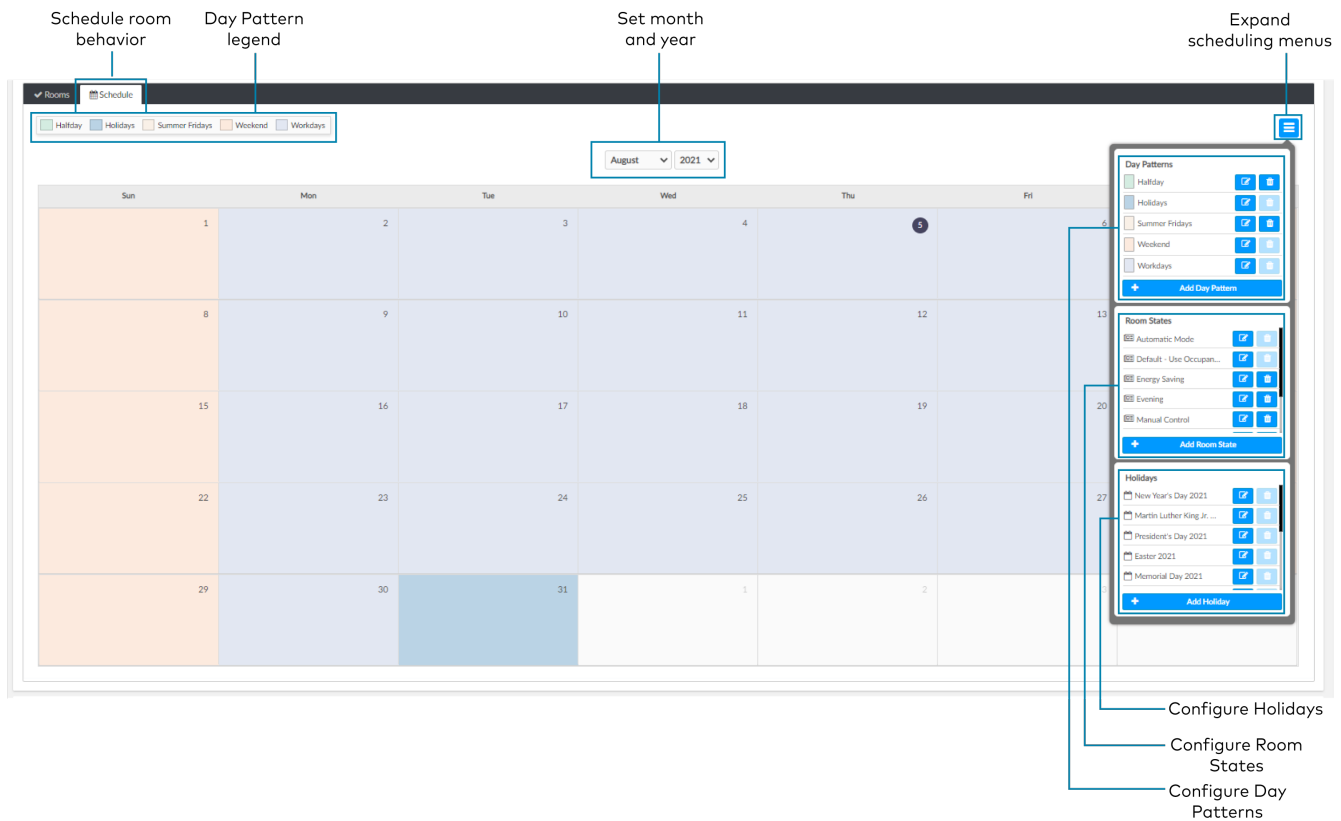 Schedule room
behavior
Day Pattern
legend
Set month
and year
Expand
scheduling menus
Rooms
Schedule
Halfday
Holidays
Summer Fridays
Weekend
Workdays
August
2021
Sun
Mon
Tue
Wed
Thu
Fri
1
2
3
4
5
6
8
9
10
11
12
13
15
16
17
18
19
20
22
23
24
25
26
27
29
30
31
1
2
3
Day Patterns
Halfday
Holidays
Summer Fridays
Weekend
Workdays
+ Add Day Pattern
Room States
Automatic Mode
Default - Use Occupan...
Energy Saving
Evening
Manual Control
+ Add Room State
Holidays
New Year's Day 2021
Martin Luther King Jr. ...
President's Day 2021
Easter 2021
Memorial Day 2021
+ Add Holiday
Configure Holidays
Configure Room
States
Configure Day
Patterns